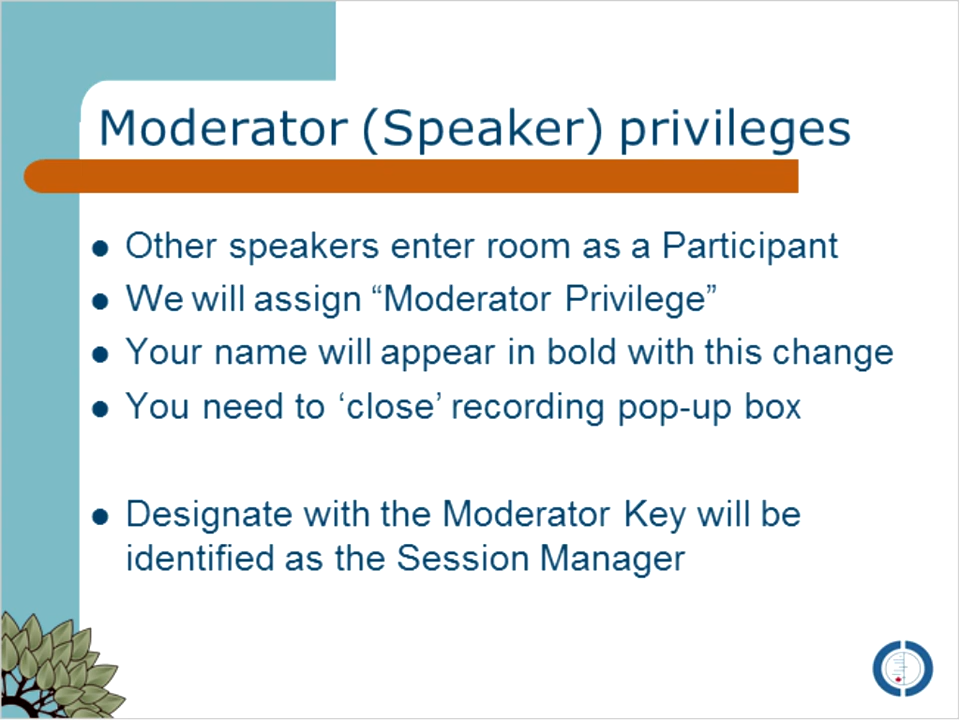 Moderator (Speaker) privileges
Other speakers enter room as a Participant
We will assign “Moderator Privilege”
Your name will appear in bold with this change
You need to ‘close’ recording pop-up box
Designate with the Moderator Key will be
identified as the Session Manager